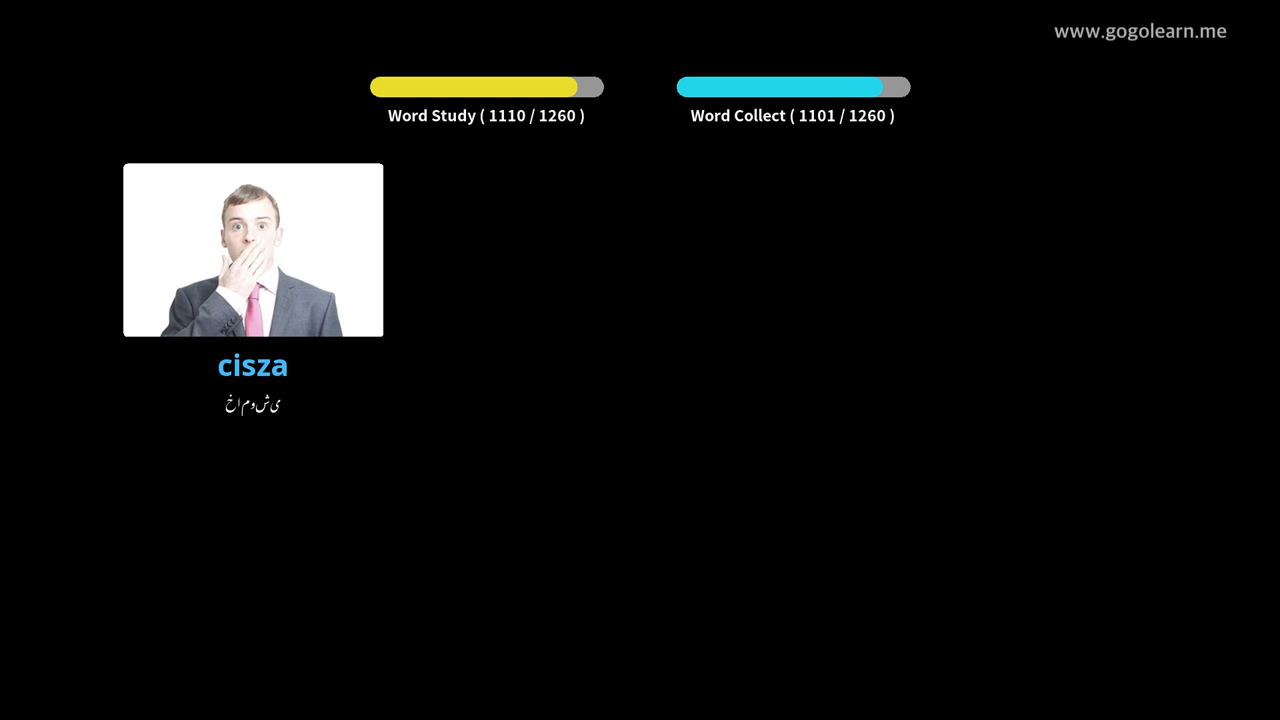 www.gogolearn.me
Word Study ( 1110 / 1260 )
Word Collect ( 1101 / 1260 )
cisza
خاموشی